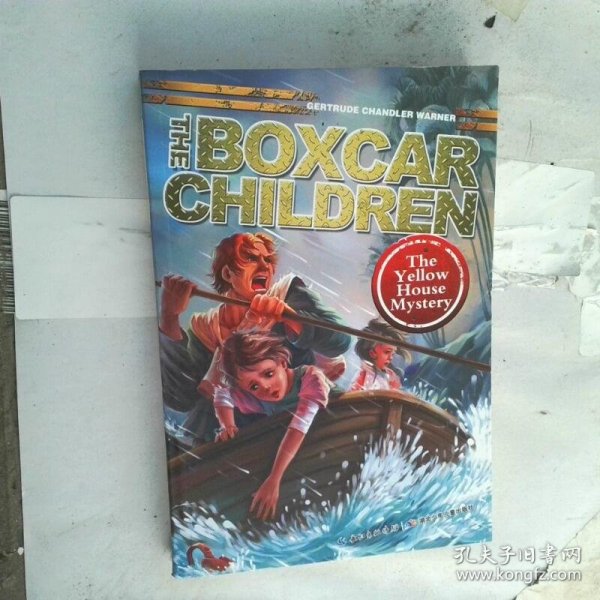 GERTRUDE CHANDLER WARNER
THE BOXCAR
CHILDREN
The
Yellow
House
Mystery
孔夫子旧书网
www.kongfz.com